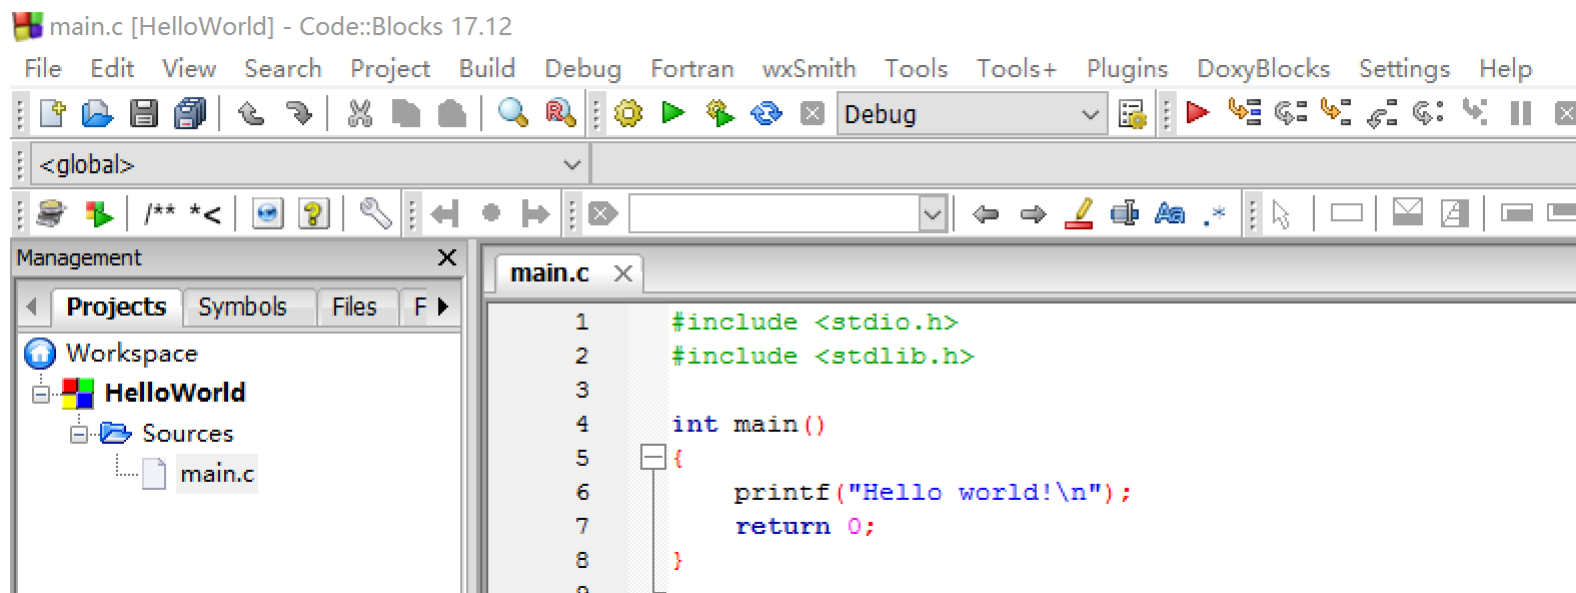 main.c [HelloWorld] - Code::Blocks 17.12
File Edit View Search Project Build Debug Fortran wxSmith Tools Tools+ Plugins DoxyBlocks Settings Help
Debug
<global>
/** *<
Management
main.c
Projects Symbols Files F
Workspace
HelloWorld
Sources
main.c
1 #include <stdio.h>
2 #include <stdlib.h>
3
4 int main()
5 {
6 printf("Hello world!\n");
7 return 0;
8 }
9